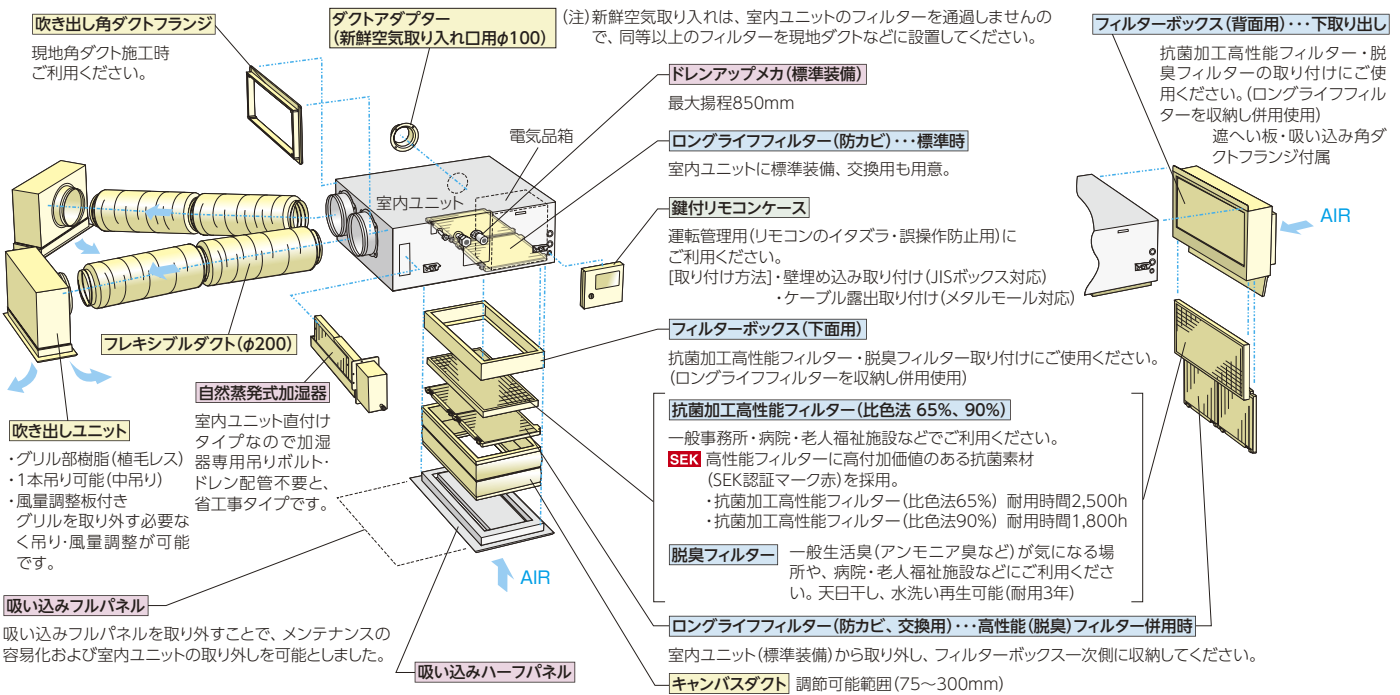 吹き出し角ダクトフランジ
現地角ダクト施工時
ご利用ください。
ダクトアダプター
(新鮮空気取り入れ口用φ100)
(注)新鮮空気取り入れは、室内ユニットのフィルターを通過しませんの
で、同等以上のフィルターを現地ダクトなどに設置してください。
フィルターボックス(背面用)・・・下取り出し
抗菌加工高性能フィルター・脱
臭フィルターの取り付けにご使
用ください。(ロングライフフィル
ターを収納し併用使用)
遮へい板・吸い込み角ダ
クトフランジ付属
AIR
ドレンアップメカ(標準装備)
最大揚程850mm
電気品箱
室内ユニット
ロングライフフィルター(防カビ)・・・標準時
室内ユニットに標準装備、交換用も用意。
鍵付リモコンケース
運転管理用(リモコンのイタズラ・誤操作防止用)に
ご利用ください。
[取り付け方法]・壁埋め込み取り付け(JISボックス対応)
・ケーブル露出取り付け(メタルモール対応)
フレキシブルダクト(φ200)
フィルターボックス(下面用)
抗菌加工高性能フィルター・脱臭フィルター取り付けにご使用ください。
(ロングライフフィルターを収納し併用使用)
自然蒸発式加湿器
室内ユニット直付け
タイプなので加湿
器専用吊りボルト・
ドレン配管不要と、
省工事タイプです。
吹き出しユニット
・グリル部樹脂(植毛レス)
・1本吊り可能(中吊り)
・風量調整板付き
グリルを取り外す必要な
く吊り・風量調整が可能
です。
抗菌加工高性能フィルター(比色法 65%、90%)
一般事務所・病院・老人福祉施設などでご利用ください。
SEK 高性能フィルターに高付加価値のある抗菌素材
(SEK認証マーク赤)を採用。
・抗菌加工高性能フィルター(比色法65%) 耐用時間2,500h
・抗菌加工高性能フィルター(比色法90%) 耐用時間1,800h
脱臭フィルター 一般生活臭(アンモニア臭など)が気になる場
所や、病院・老人福祉施設などにご利用くださ
い。天日干し、水洗い再生可能(耐用3年)
AIR
吸い込みフルパネル
吸い込みフルパネルを取り外すことで、メンテナンスの
容易化および室内ユニットの取り外しを可能としました。
吸い込みハーフパネル
ロングライフフィルター(防カビ、交換用)・・・高性能(脱臭)フィルター併用時
室内ユニット(標準装備)から取り外し、フィルターボックス一次側に収納してください。
キャンバスダクト 調節可能範囲(75～300mm)